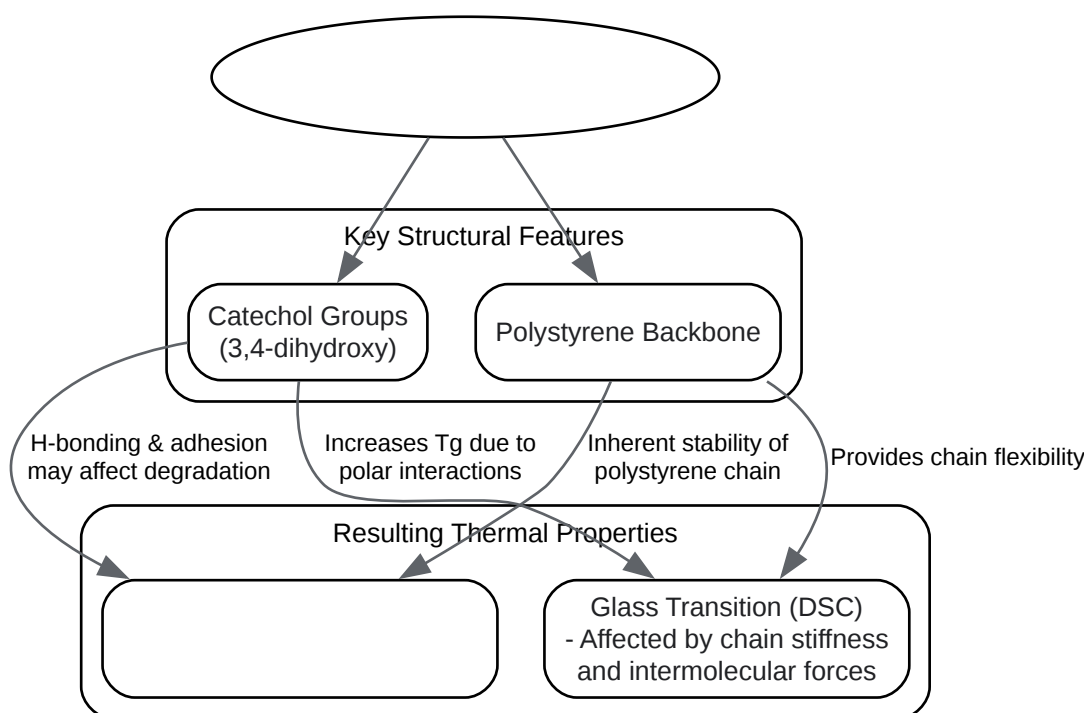 Key Structural Features
Catechol Groups
(3,4-dihydroxy)
Polystyrene Backbone
H-bonding & adhesion
may affect degradation
Increases Tg due to
polar interactions
Inherent stability of
polystyrene chain
Provides chain flexibility
Resulting Thermal Properties
Glass Transition (DSC)
- Affected by chain stiffness
and intermolecular forces